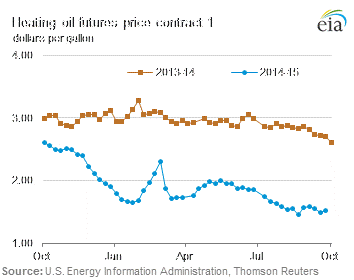 Heating oil futures price contract 1
dollars per gallon
eia
4.00
2013-14
2014-15
3.00
2.00
1.00
Oct
Jan
Apr
Jul
Oct
Source: U.S. Energy Information Administration, Thomson Reuters